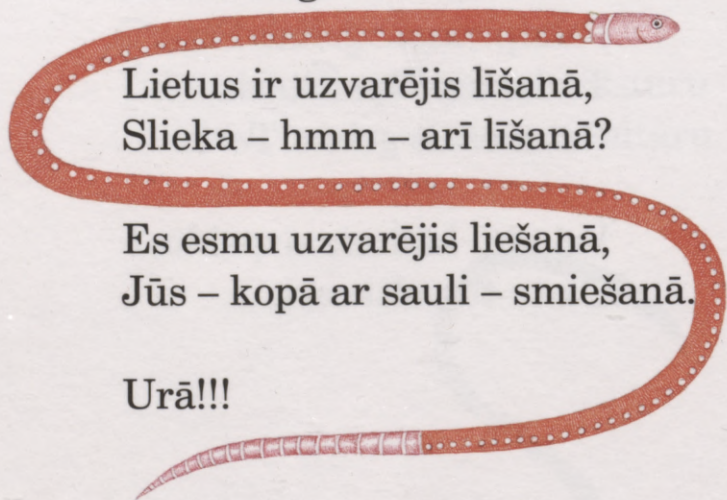 Lietus ir uzvarējis līšanā,
Slieka – hmm – arī līšanā?
Es esmu uzvarējis liešanā,
Jūs – kopā ar sauli – smiešanā.
Urā!!!